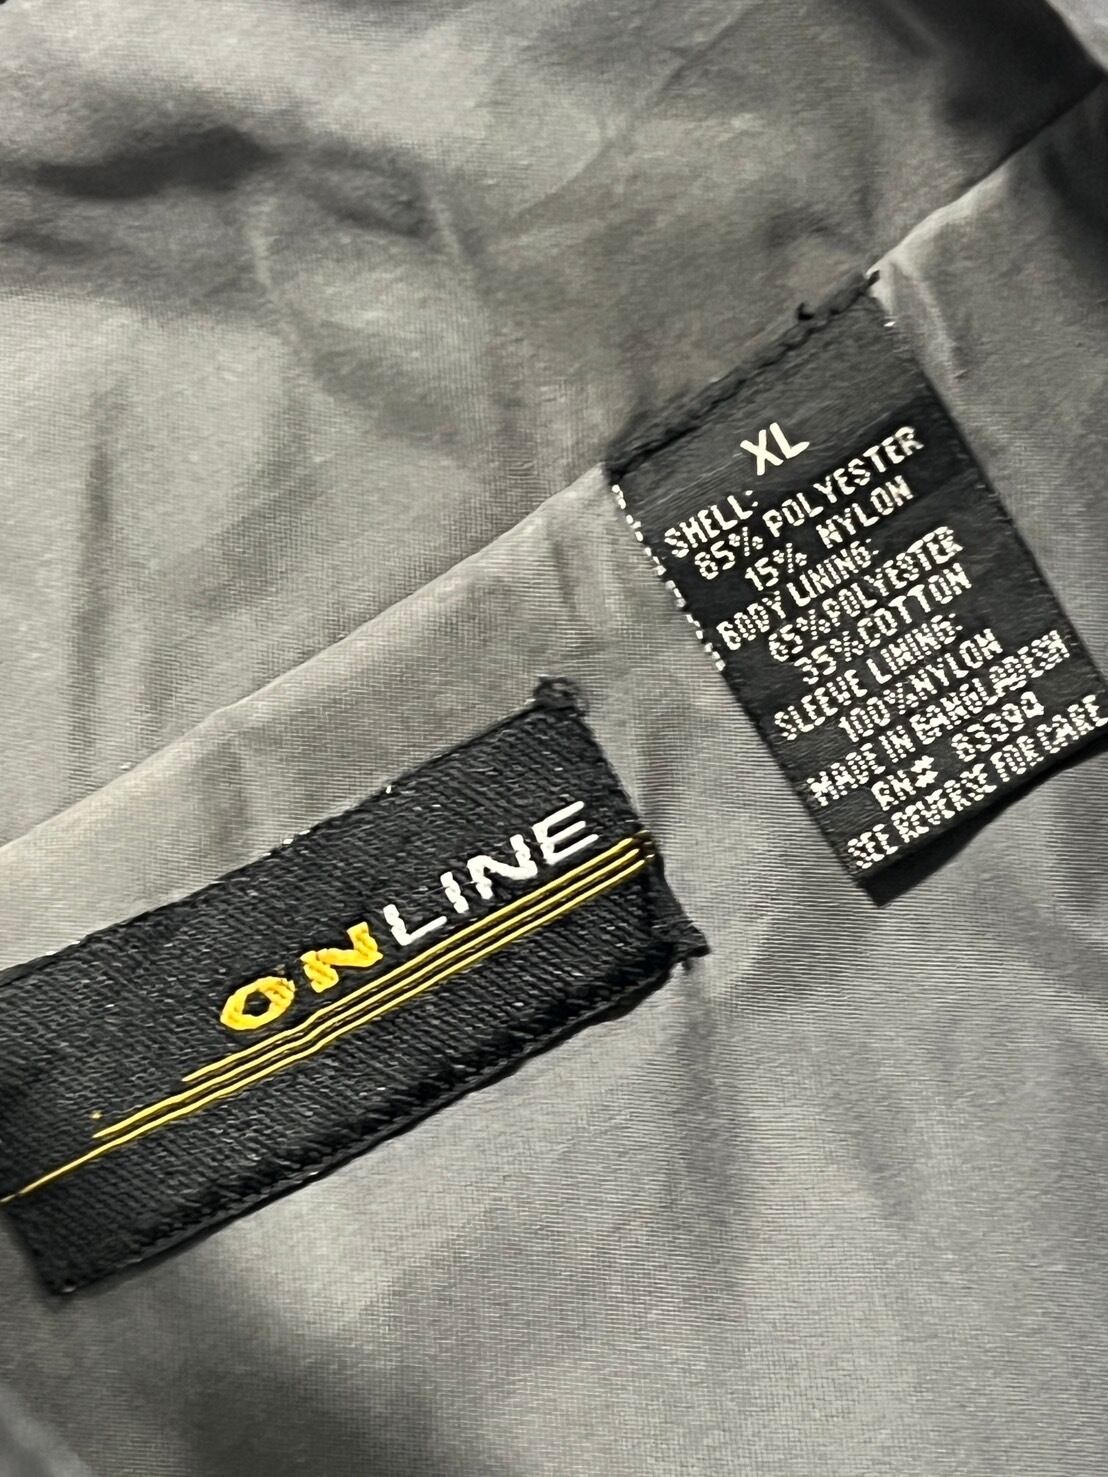 XL
SHELL:
85% POLYESTER
15% NYLON
BODY LINING:
65% POLYESTER
35% COTTON
SLEEVE LINING:
100% NYLON
MADE IN BANGLADESH
RN#
SEE REVERSE FOR CARE
ONLINE